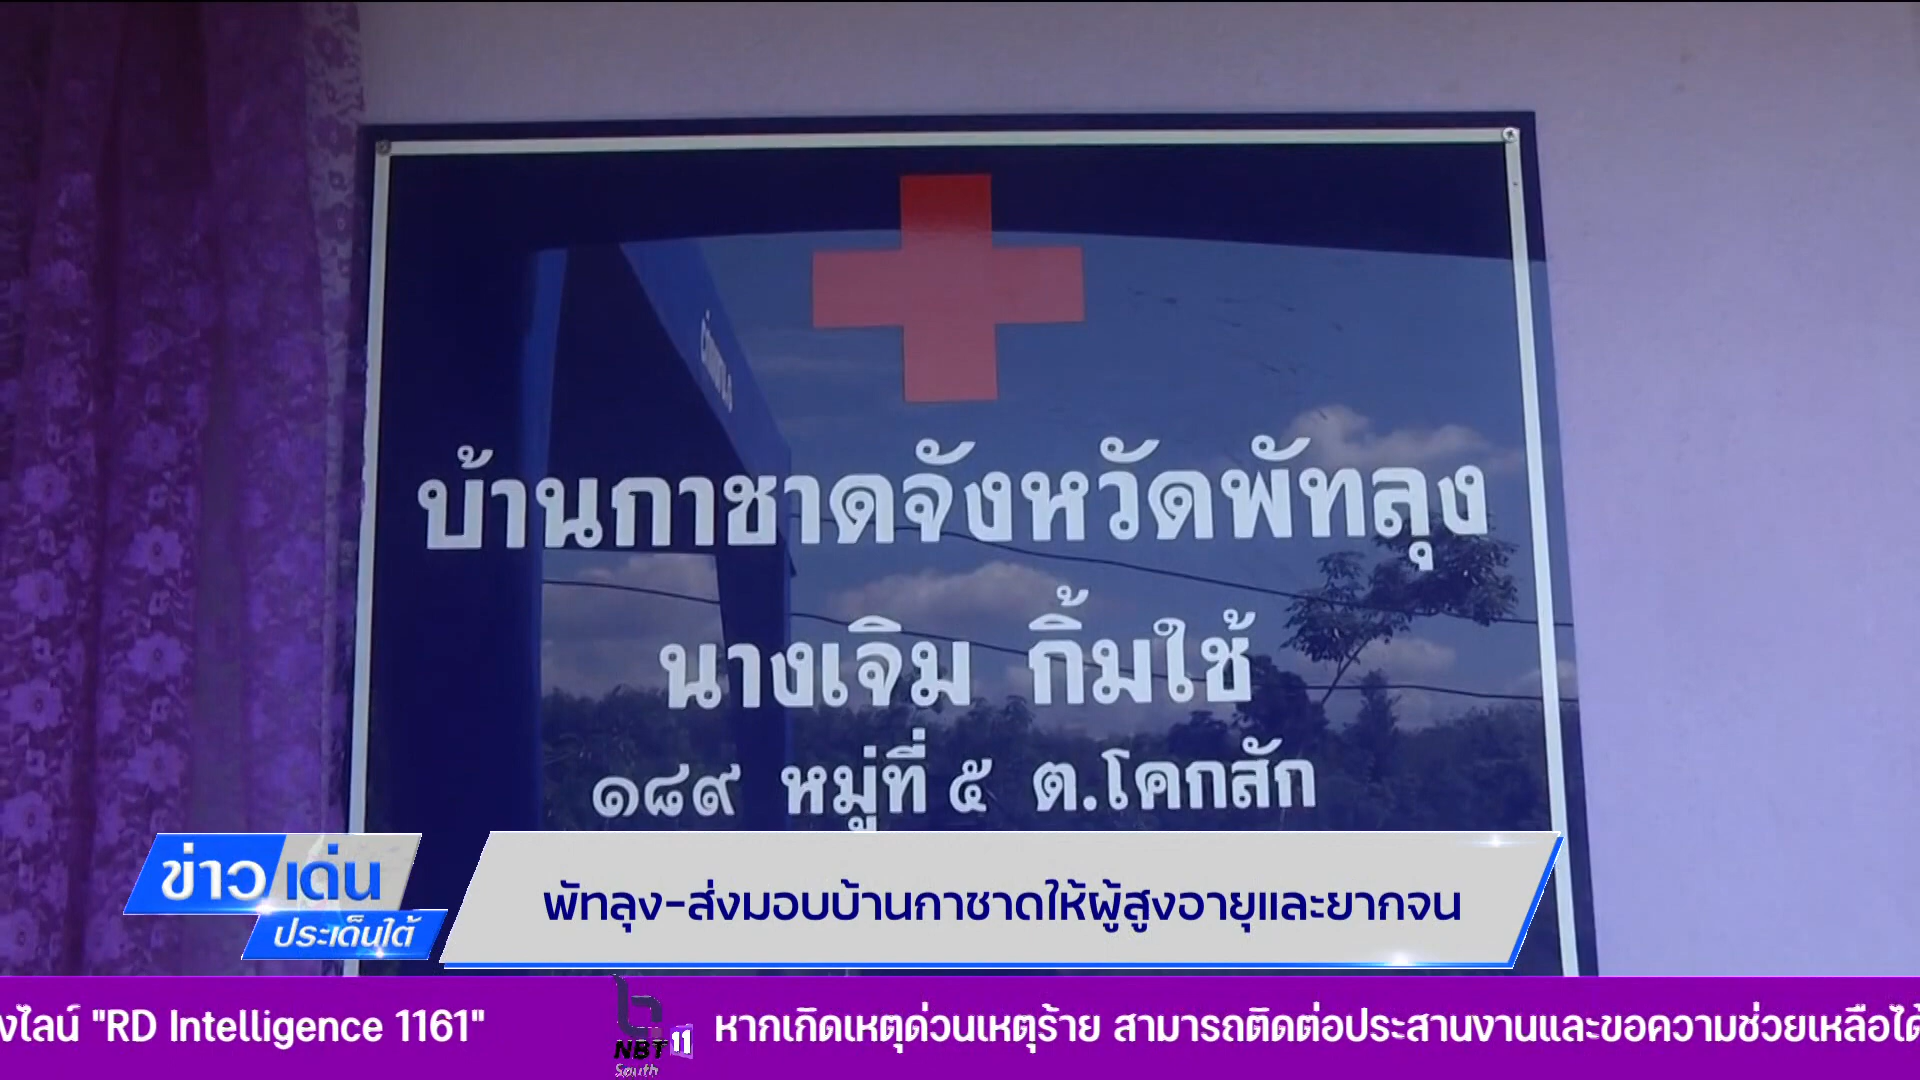 บ้านกาชาดจังหวัดพัทลุง
นางเจิม กิ้มใช้
๑๘๙ หมู่ที่ ๕ ต.โคกสัก
ข่าวเด่น
ประเด็นใต้
พัทลุง-ส่งมอบบ้านกาชาดให้ผู้สูงอายุและยากจน
งไลน์ "RD Intelligence 1161"
NBT 11
South
หากเกิดเหตุด่วนเหตุร้าย สามารถติดต่อประสานงานและขอความช่วยเหลือได้